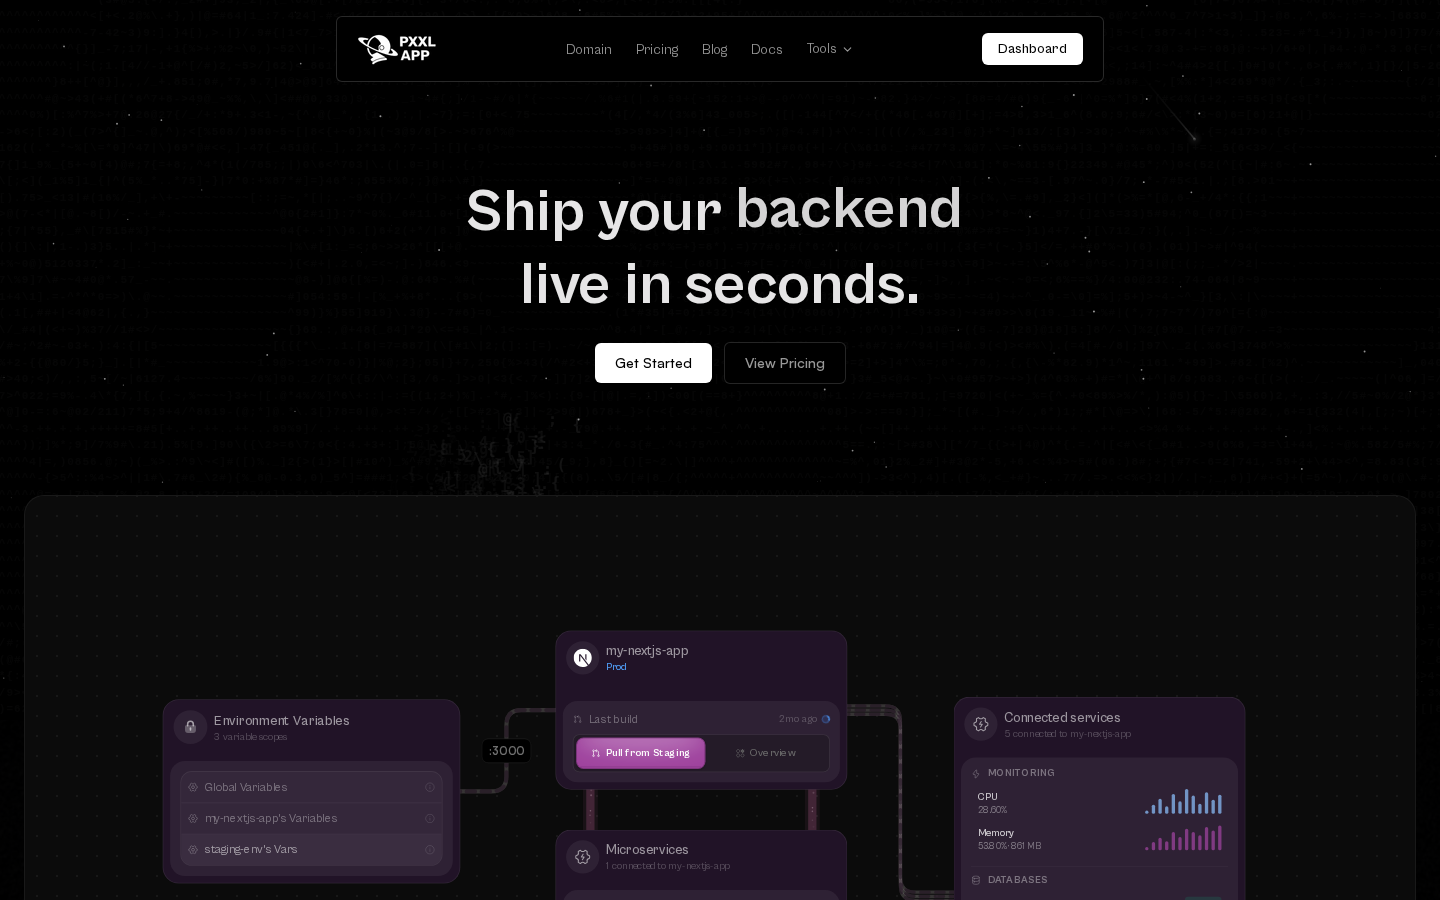 PXXL
APP
Domain
Pricing
Blog
Docs
Tools
Dashboard
Ship your backend
live in seconds.
Get Started
View Pricing
my-nextjs-app
Prod
Last build
2mo ago
Pull from Staging
Overview
Environment Variables
3 variable scopes
Global Variables
my-nextjs-app's Variables
staging-env's Vars
:3000
Connected services
5 connected to my-nextjs-app
MONITORING
CPU
28.60%
Memory
53.80% · 861 MB
DATABASES
Microservices
1 connected to my-nextjs-app